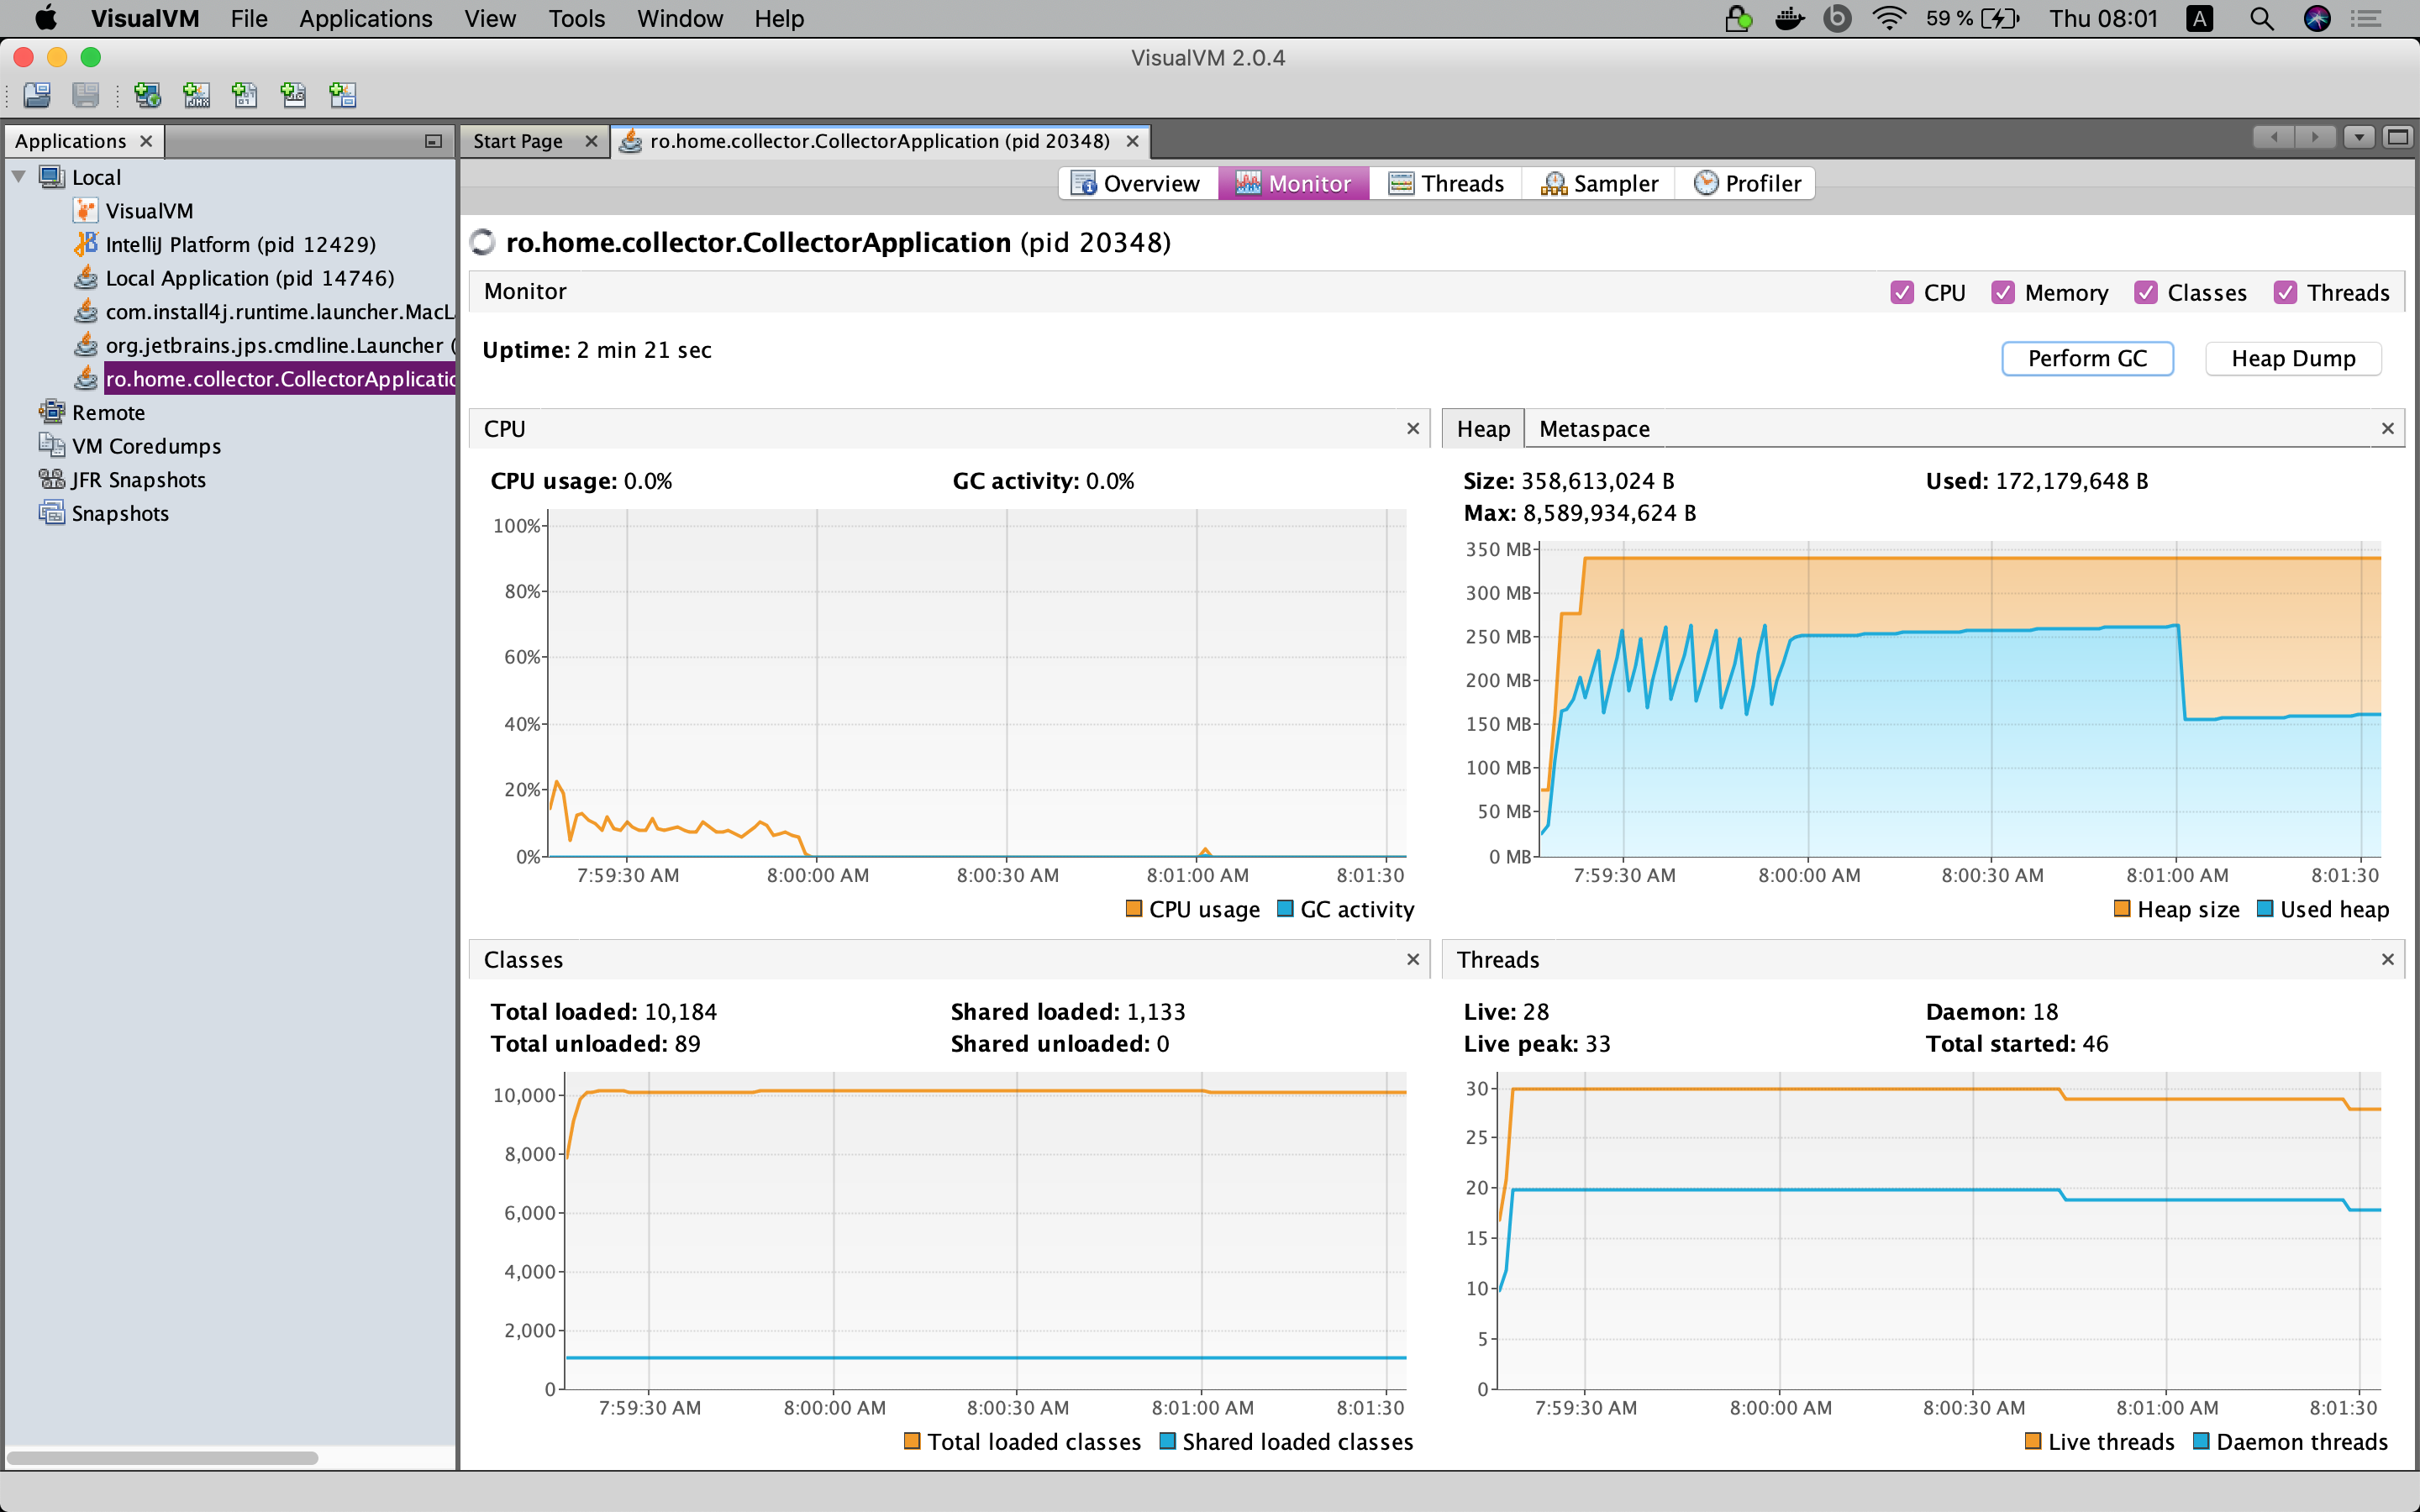 VisualVM File Applications View Tools Window Help 59 % Thu 08:01 A
VisualVM 2.0.4
Applications
Start Page
ro.home.collector.CollectorApplication (pid 20348)
Overview Monitor Threads Sampler Profiler
Local
VisualVM
IntelliJ Platform (pid 12429)
Local Application (pid 14746)
com.install4j.runtime.launcher.MacL
org.jetbrains.jps.cmdline.Launcher (
ro.home.collector.CollectorApplicatio
Remote
VM Coredumps
JFR Snapshots
Snapshots
ro.home.collector.CollectorApplication (pid 20348)
Monitor
CPU Memory Classes Threads
Uptime: 2 min 21 sec
Perform GC Heap Dump
CPU
CPU usage: 0.0% GC activity: 0.0%
100%
80%
60%
40%
20%
0%
7:59:30 AM 8:00:00 AM 8:00:30 AM 8:01:00 AM 8:01:30
CPU usage GC activity
Heap Metaspace
Size: 358,613,024 B Used: 172,179,648 B
Max: 8,589,934,624 B
350 MB
300 MB
250 MB
200 MB
150 MB
100 MB
50 MB
0 MB
7:59:30 AM 8:00:00 AM 8:00:30 AM 8:01:00 AM 8:01:30
Heap size Used heap
Classes
Total loaded: 10,184 Shared loaded: 1,133
Total unloaded: 89 Shared unloaded: 0
10,000
8,000
6,000
4,000
2,000
0
7:59:30 AM 8:00:00 AM 8:00:30 AM 8:01:00 AM 8:01:30
Total loaded classes Shared loaded classes
Threads
Live: 28 Daemon: 18
Live peak: 33 Total started: 46
30
25
20
15
10
5
0
7:59:30 AM 8:00:00 AM 8:00:30 AM 8:01:00 AM 8:01:30
Live threads Daemon threads